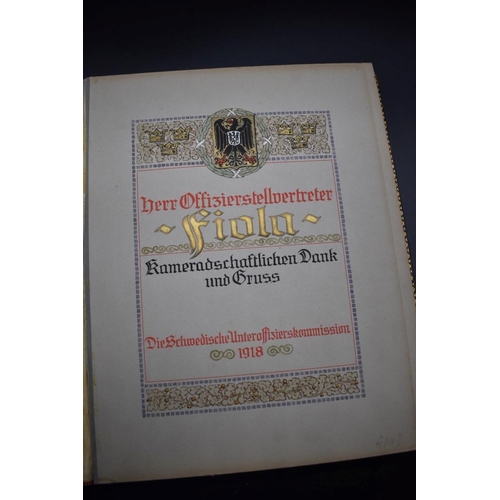 Herr Offizierstellvertreter
- Fiola -
Kameradschaftlichen Dank
und Gruss
Die Schwedische Unteroffizierskommission
1918